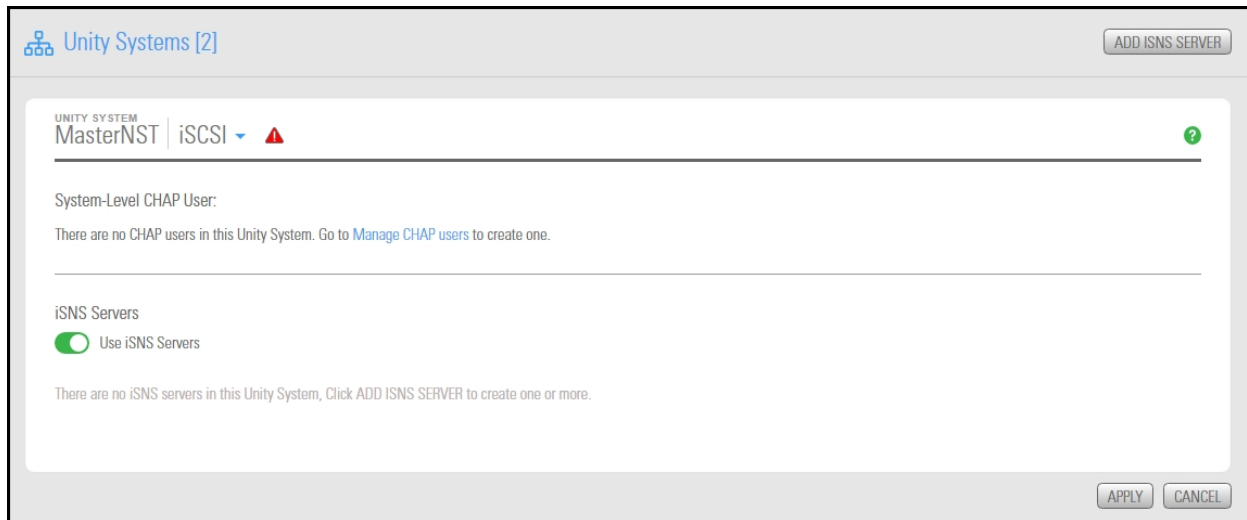 Unity Systems [2]
ADD ISNS SERVER
UNITY SYSTEM
MasterNST iSCSI
System-Level CHAP User:
There are no CHAP users in this Unity System. Go to Manage CHAP users to create one.
iSNS Servers
Use iSNS Servers
There are no iSNS servers in this Unity System, Click ADD ISNS SERVER to create one or more.
APPLY CANCEL